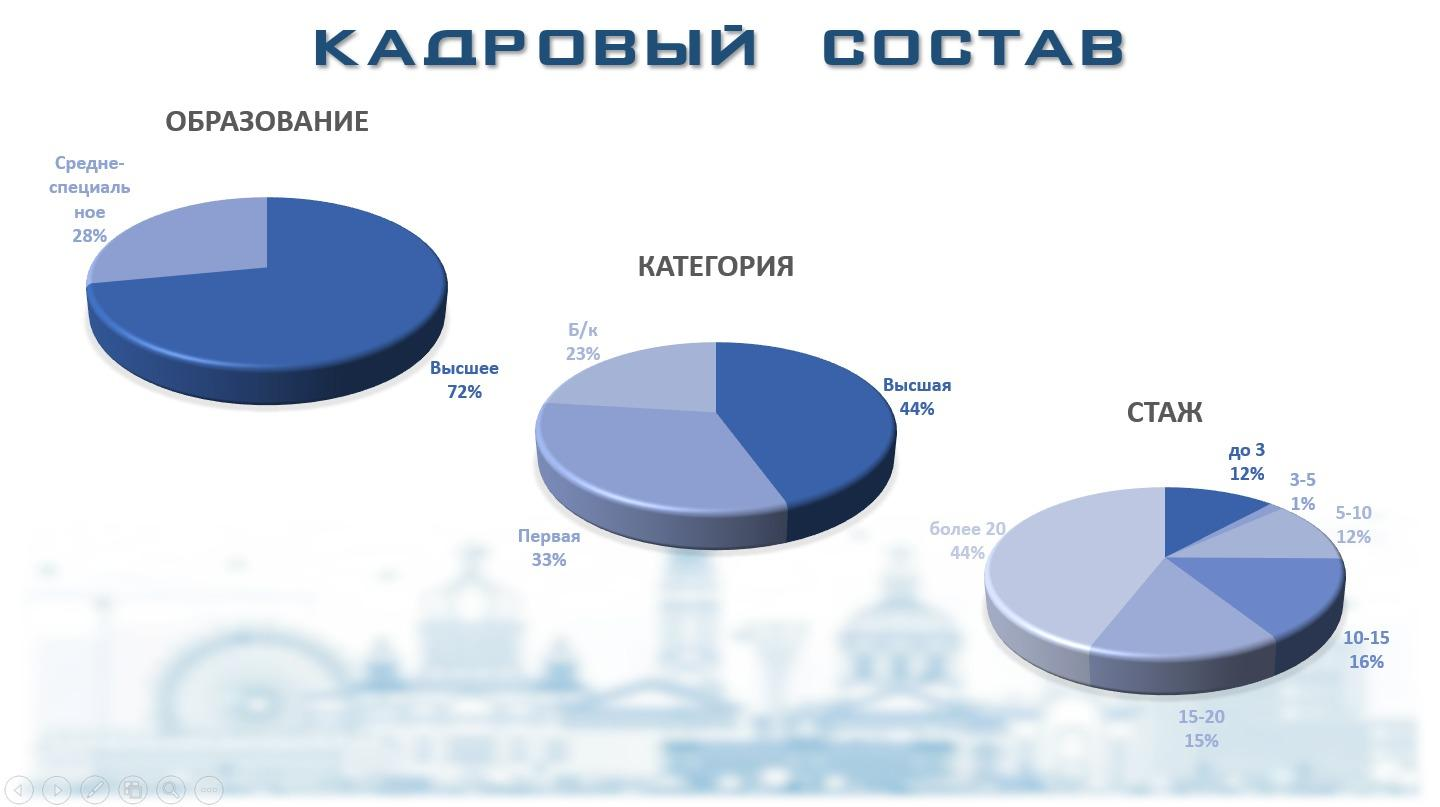 КАДРОВЫЙ СОСТАВ
ОБРАЗОВАНИЕ
Средне-
специаль
ное
28%
Высшее
72%
КАТЕГОРИЯ
Б/к
23%
Высшая
44%
Первая
33%
СТАЖ
до 3
12%
3-5
1%
5-10
12%
10-15
16%
15-20
15%
более 20
44%